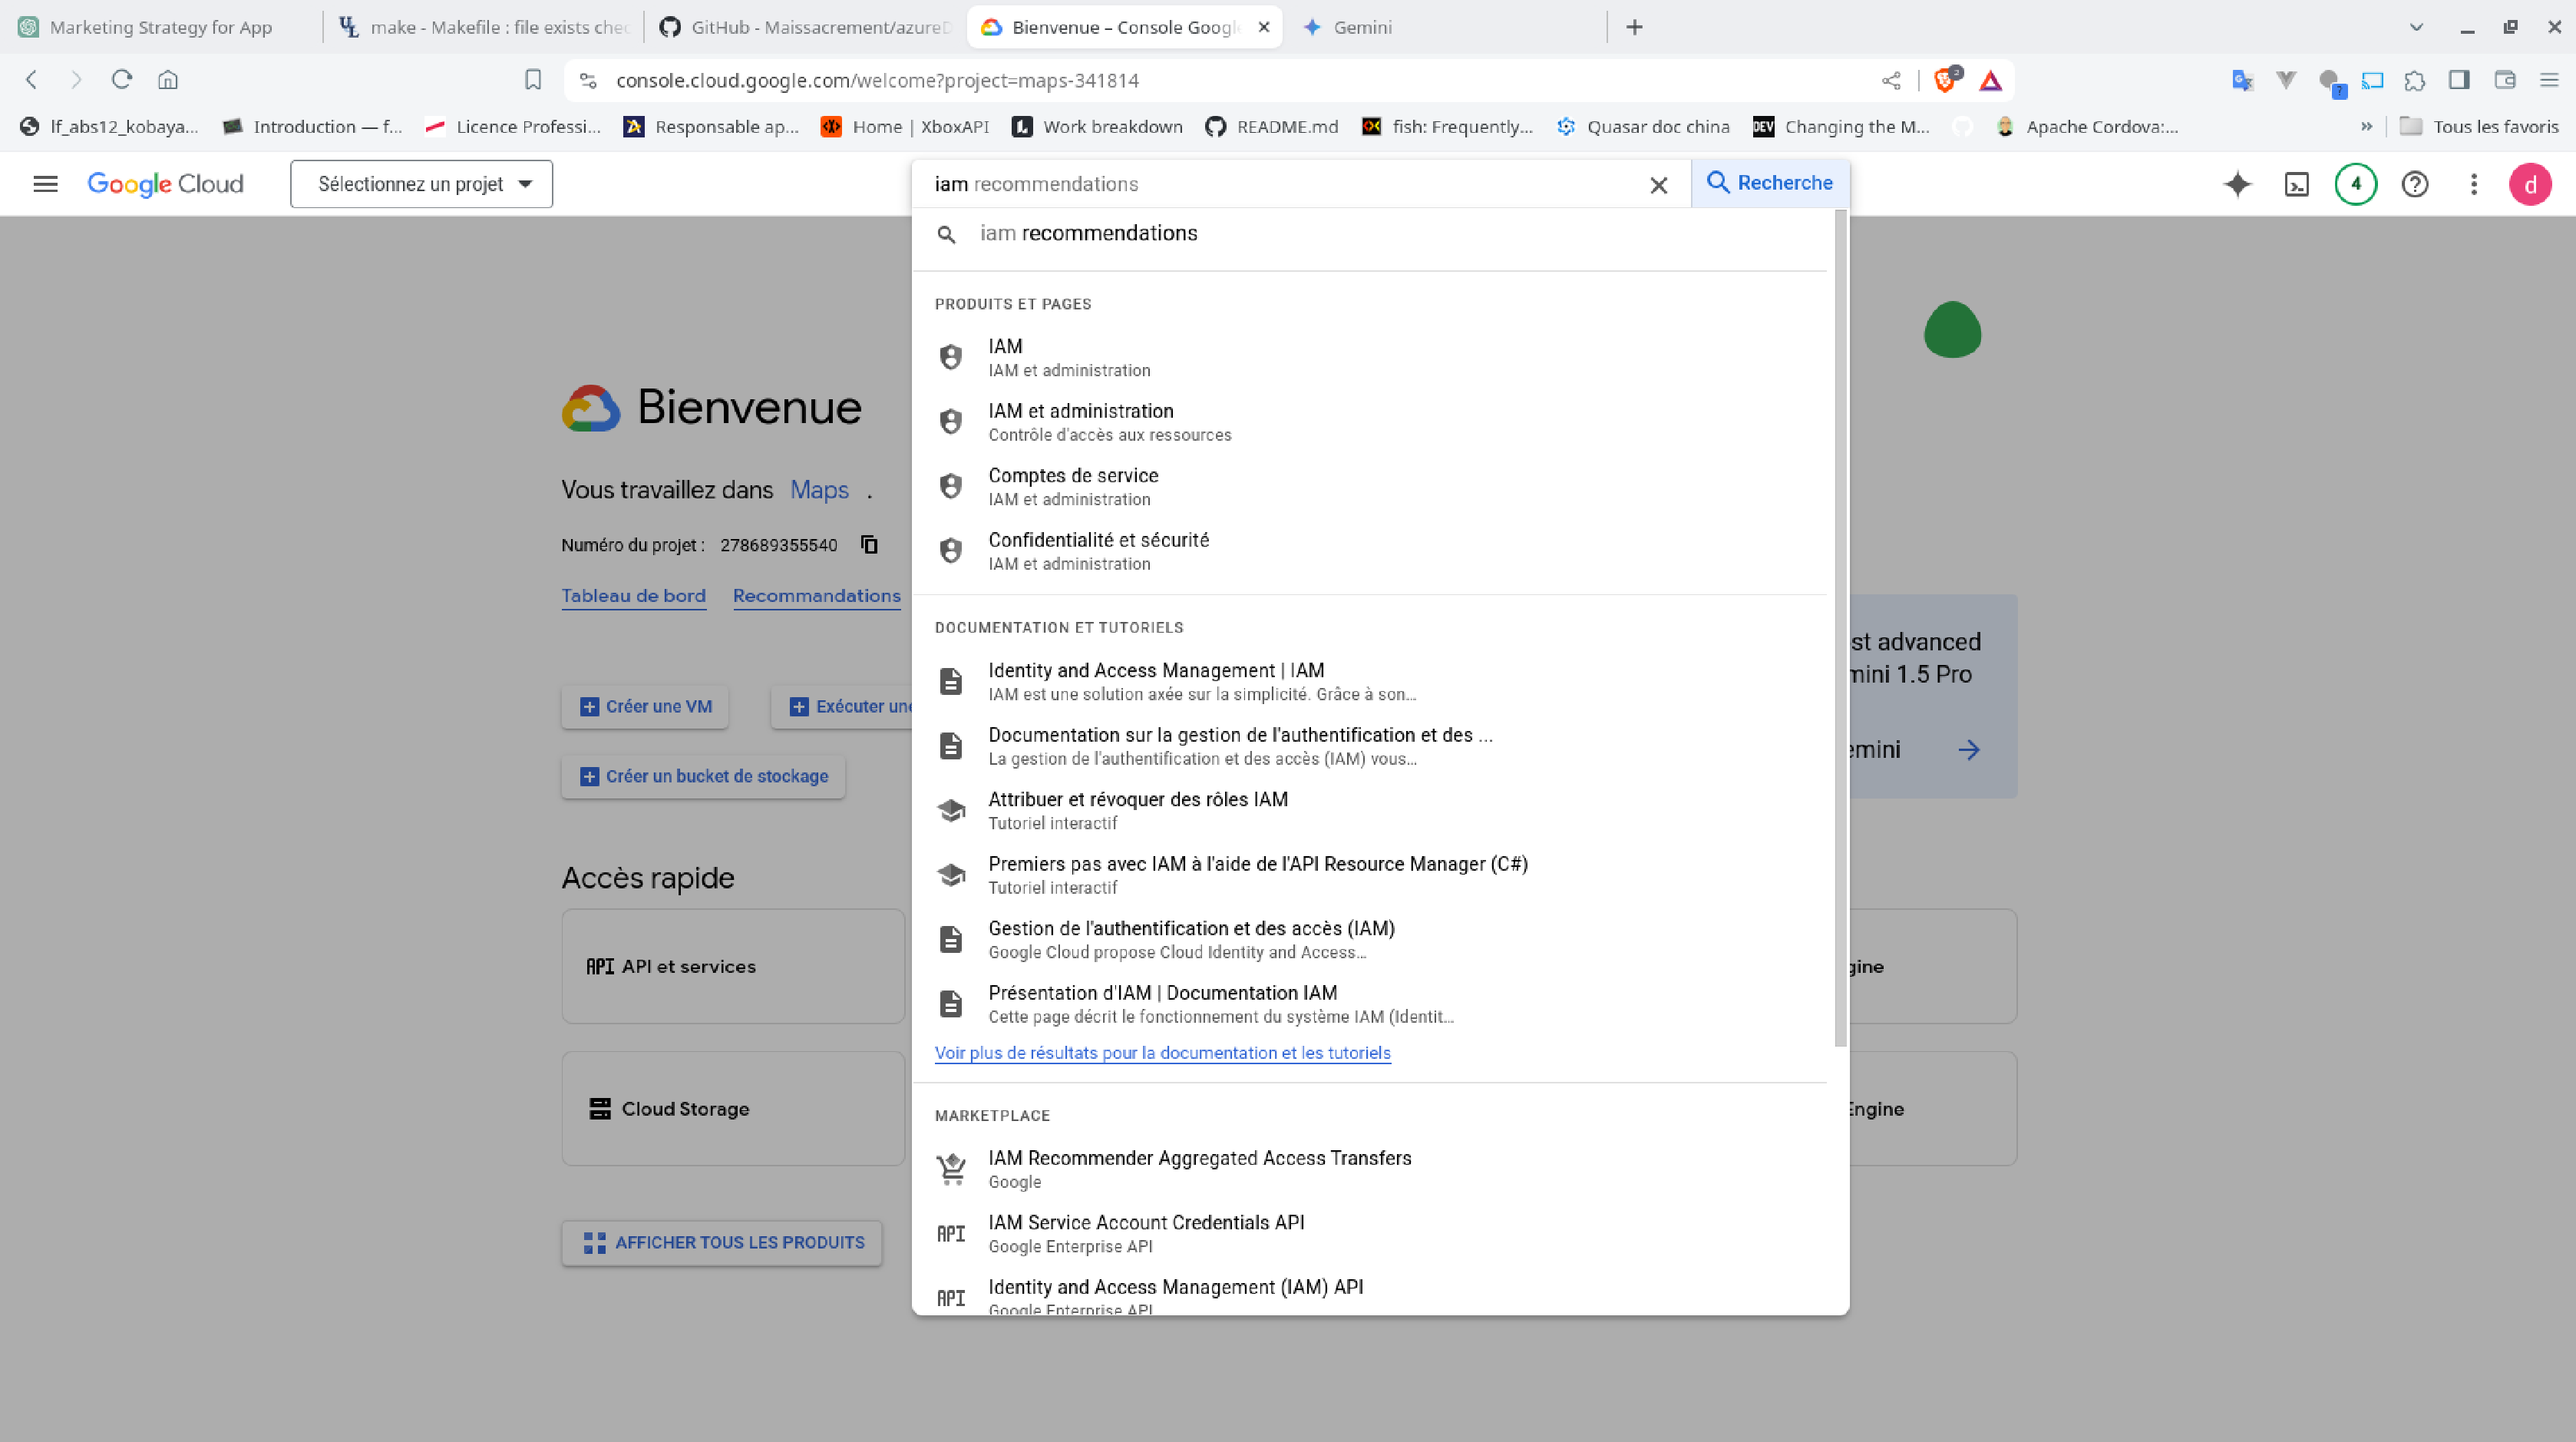 Marketing Strategy for App
make - Makefile : file exists chec
GitHub - Maissacrement/azureD
Bienvenue – Console Google
Gemini
console.cloud.google.com/welcome?project=maps-341814
2
?
lf_abs12_kobaya...
Introduction — f...
Licence Professi...
Responsable ap...
Home | XboxAPI
Work breakdown
README.md
fish: Frequently...
Quasar doc china
DEV
Changing the M...
Apache Cordova:...
»
Tous les favoris
Google Cloud
Sélectionnez un projet
iam recommendations
Recherche
4
d
iam recommendations
PRODUITS ET PAGES
IAM
IAM et administration
IAM et administration
Contrôle d'accès aux ressources
Comptes de service
IAM et administration
Confidentialité et sécurité
IAM et administration
DOCUMENTATION ET TUTORIELS
Identity and Access Management | IAM
IAM est une solution axée sur la simplicité. Grâce à son...
Documentation sur la gestion de l'authentification et des ...
La gestion de l'authentification et des accès (IAM) vous...
Attribuer et révoquer des rôles IAM
Tutoriel interactif
Premiers pas avec IAM à l'aide de l'API Resource Manager (C#)
Tutoriel interactif
Gestion de l'authentification et des accès (IAM)
Google Cloud propose Cloud Identity and Access...
Présentation d'IAM | Documentation IAM
Cette page décrit le fonctionnement du système IAM (Identit...
Voir plus de résultats pour la documentation et les tutoriels
MARKETPLACE
IAM Recommender Aggregated Access Transfers
Google
API
IAM Service Account Credentials API
Google Enterprise API
API
Identity and Access Management (IAM) API
Google Enterprise API
Bienvenue
Vous travaillez dans Maps .
Numéro du projet : 278689355540
Tableau de bord
Recommandations
Créer une VM
Exécuter une
Créer un bucket de stockage
st advanced
mini 1.5 Pro
emini
Accès rapide
API
API et services
gine
Cloud Storage
Engine
AFFICHER TOUS LES PRODUITS